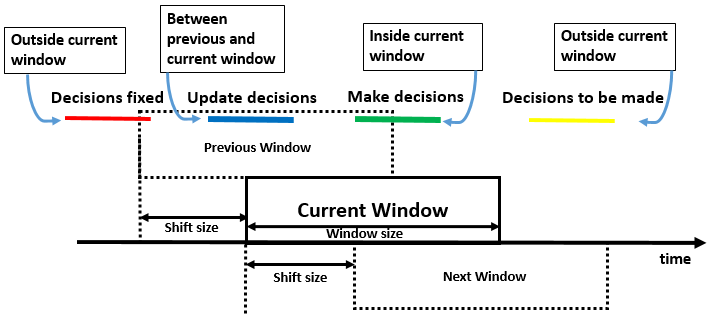 Between
previous and
current window
Outside current
window
Inside current
window
Outside current
window
Decisions fixed
Update decisions
Make decisions
Decisions to be made
Previous Window
Current Window
Shift size
Window size
time
Shift size
Next Window